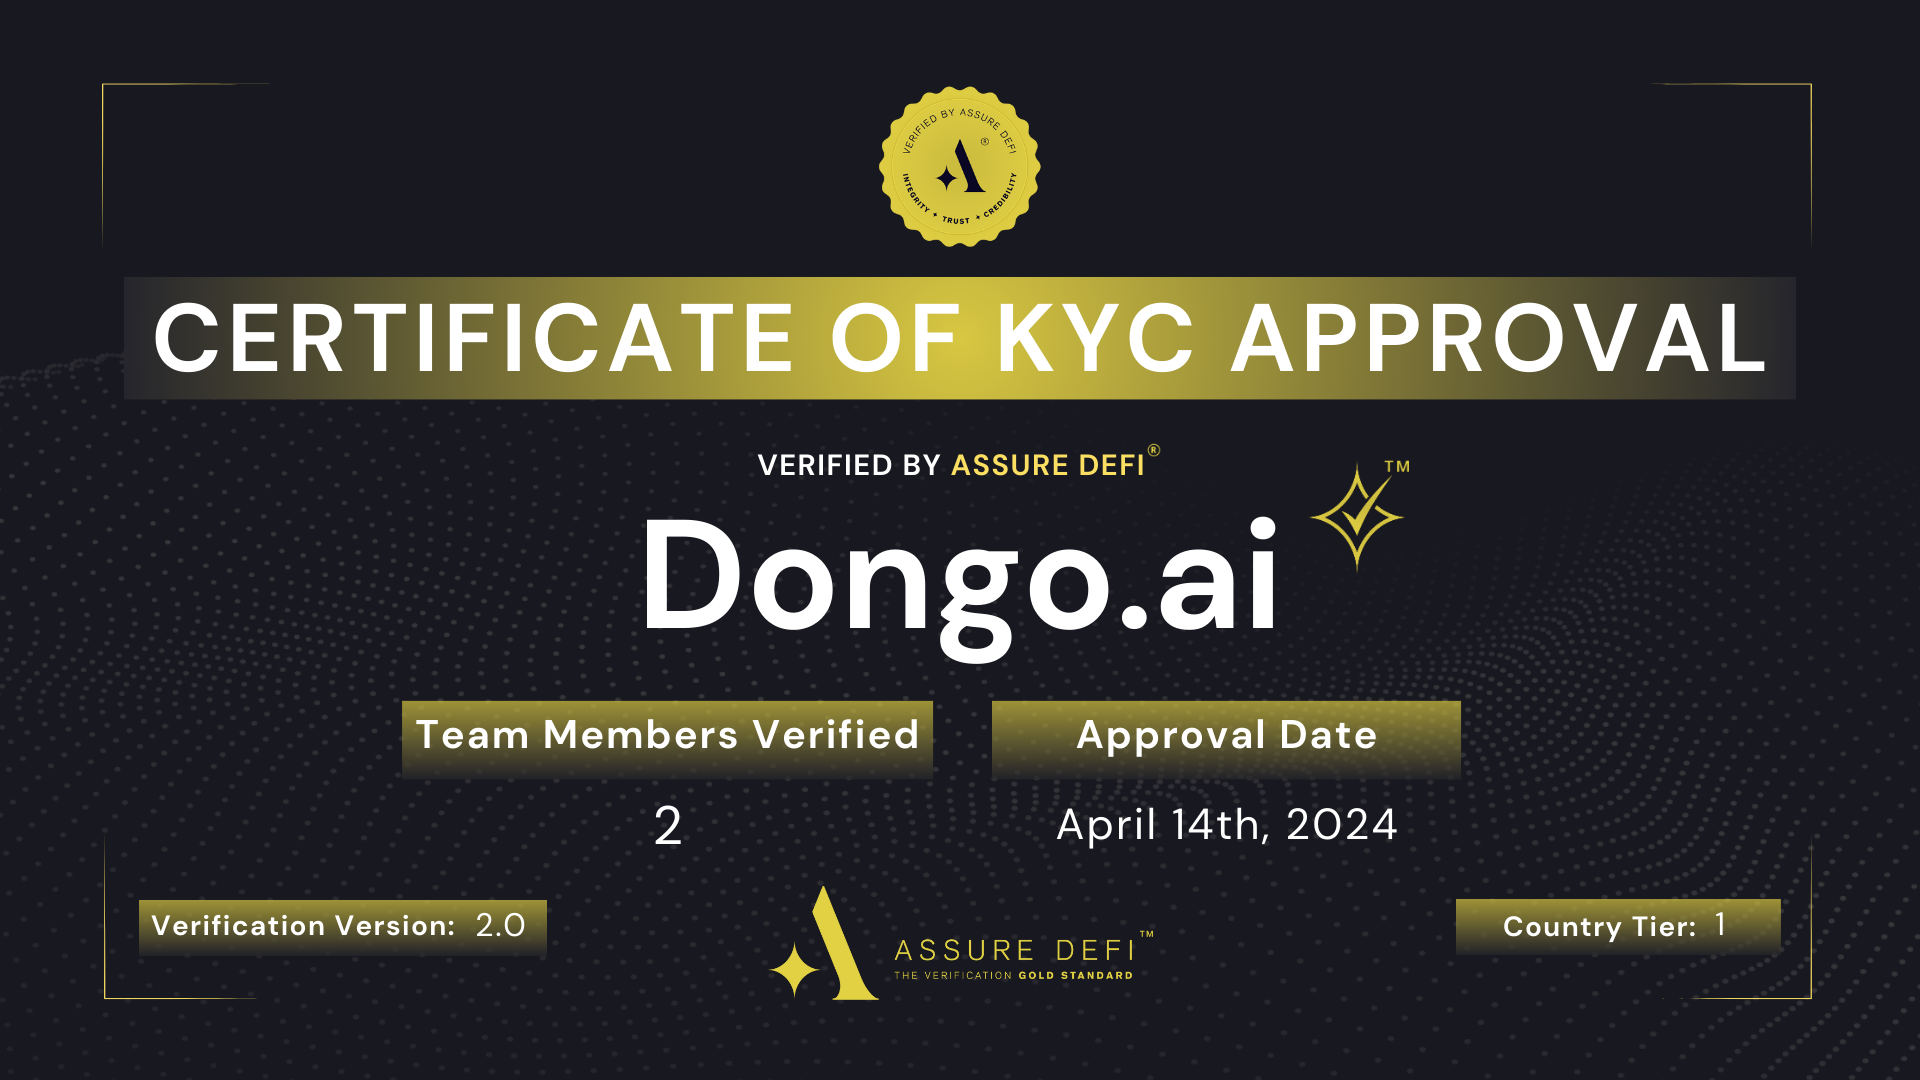 VERIFIED BY ASSURE DEFI
A®
INTEGRITY ✦ TRUST ✦ CREDIBILITY
CERTIFICATE OF KYC APPROVAL
VERIFIED BY ASSURE DEFI®
TM
Dongo.ai
Team Members Verified
Approval Date
2
April 14th, 2024
Verification Version: 2.0
ASSURE DEFI™
THE VERIFICATION GOLD STANDARD
Country Tier: 1